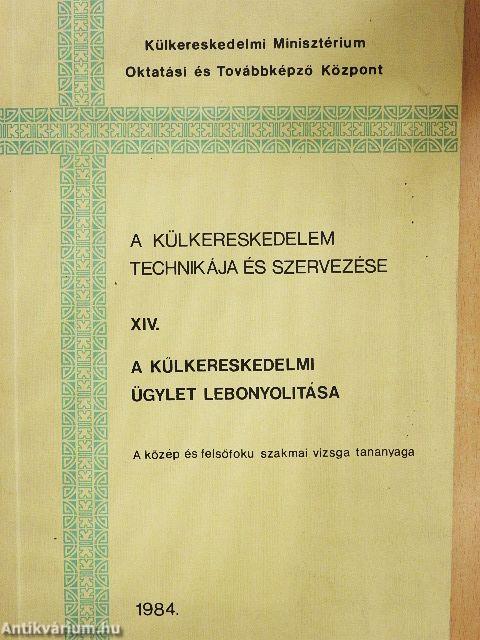 Külkereskedelmi Minisztérium
Oktatási és Továbbképző Központ
A KÜLKERESKEDELEM
TECHNIKÁJA ÉS SZERVEZÉSE
XIV.
A KÜLKERESKEDELMI
ÜGYLET LEBONYOLITÁSA
A közép és felsőfoku szakmai vizsga tananyaga
1984.
Antikvárium.hu